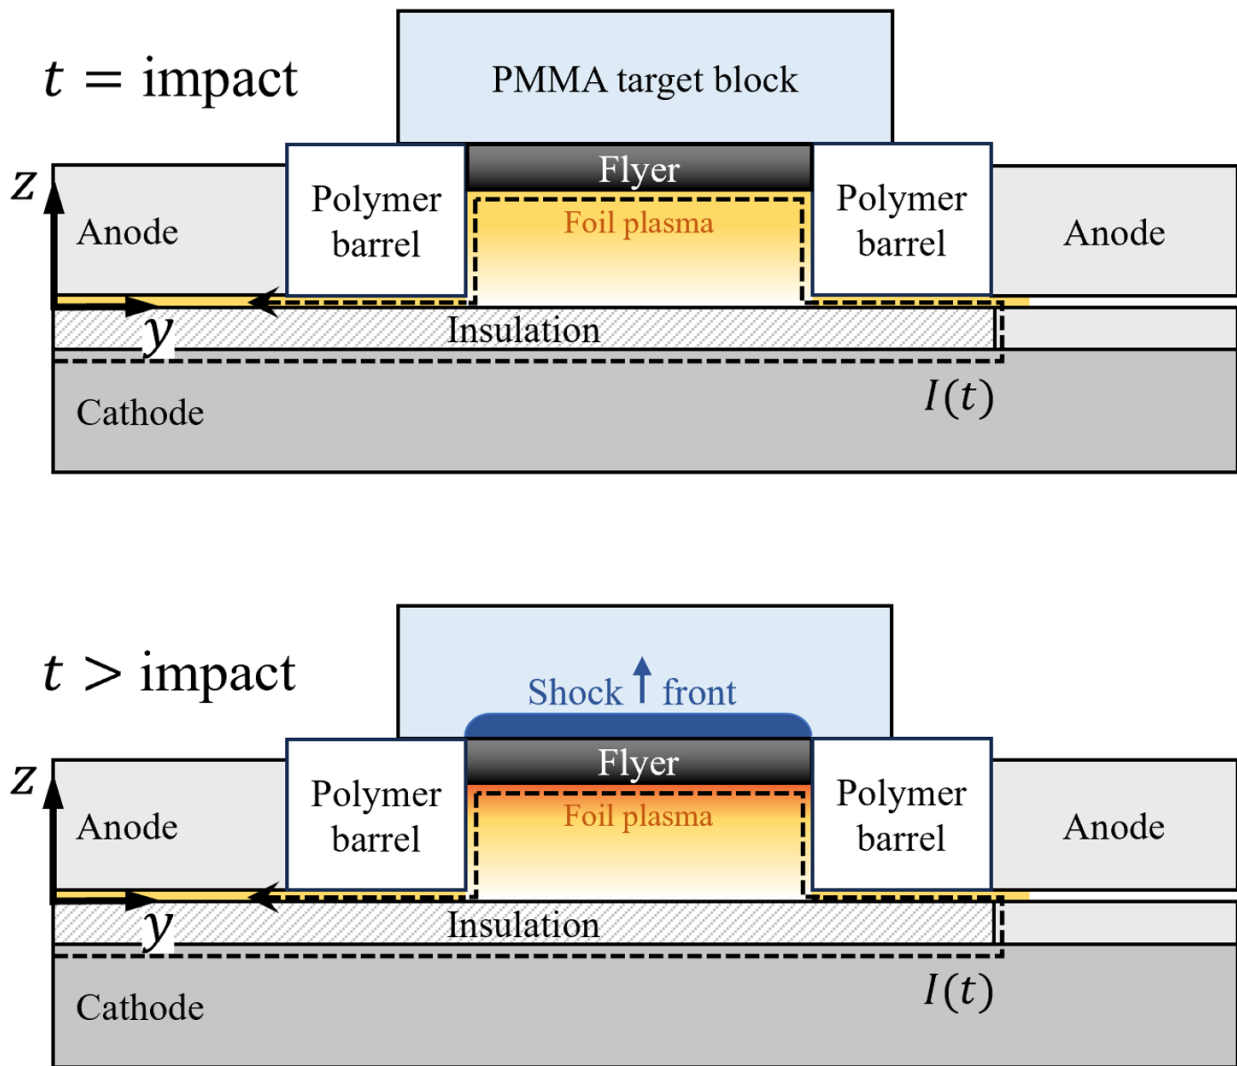 t = impact
PMMA target block
z
Anode
Polymer
barrel
Flyer
Foil plasma
Polymer
barrel
Anode
y
Insulation
Cathode
I(t)
t > impact
Shock front
z
Anode
Polymer
barrel
Flyer
Foil plasma
Polymer
barrel
Anode
y
Insulation
Cathode
I(t)